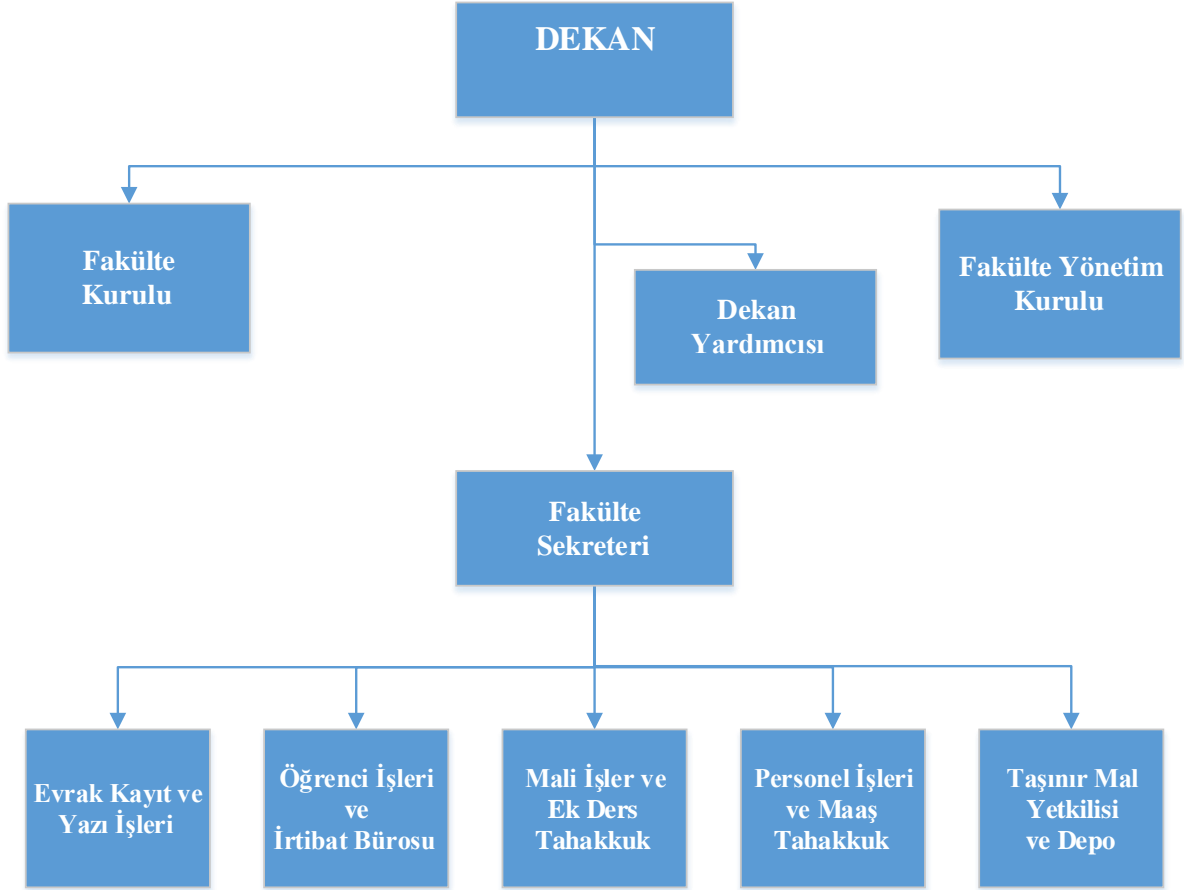 DEKAN
Fakülte
Kurulu
Fakülte Yönetim
Kurulu
Dekan
Yardımcısı
Fakülte
Sekreteri
Evrak Kayıt ve
Yazı İşleri
Öğrenci İşleri
ve
İrtibat Bürosu
Mali İşler ve
Ek Ders
Tahakkuk
Personel İşleri
ve Maaş
Tahakkuk
Taşınır Mal
Yetkilisi
ve Depo